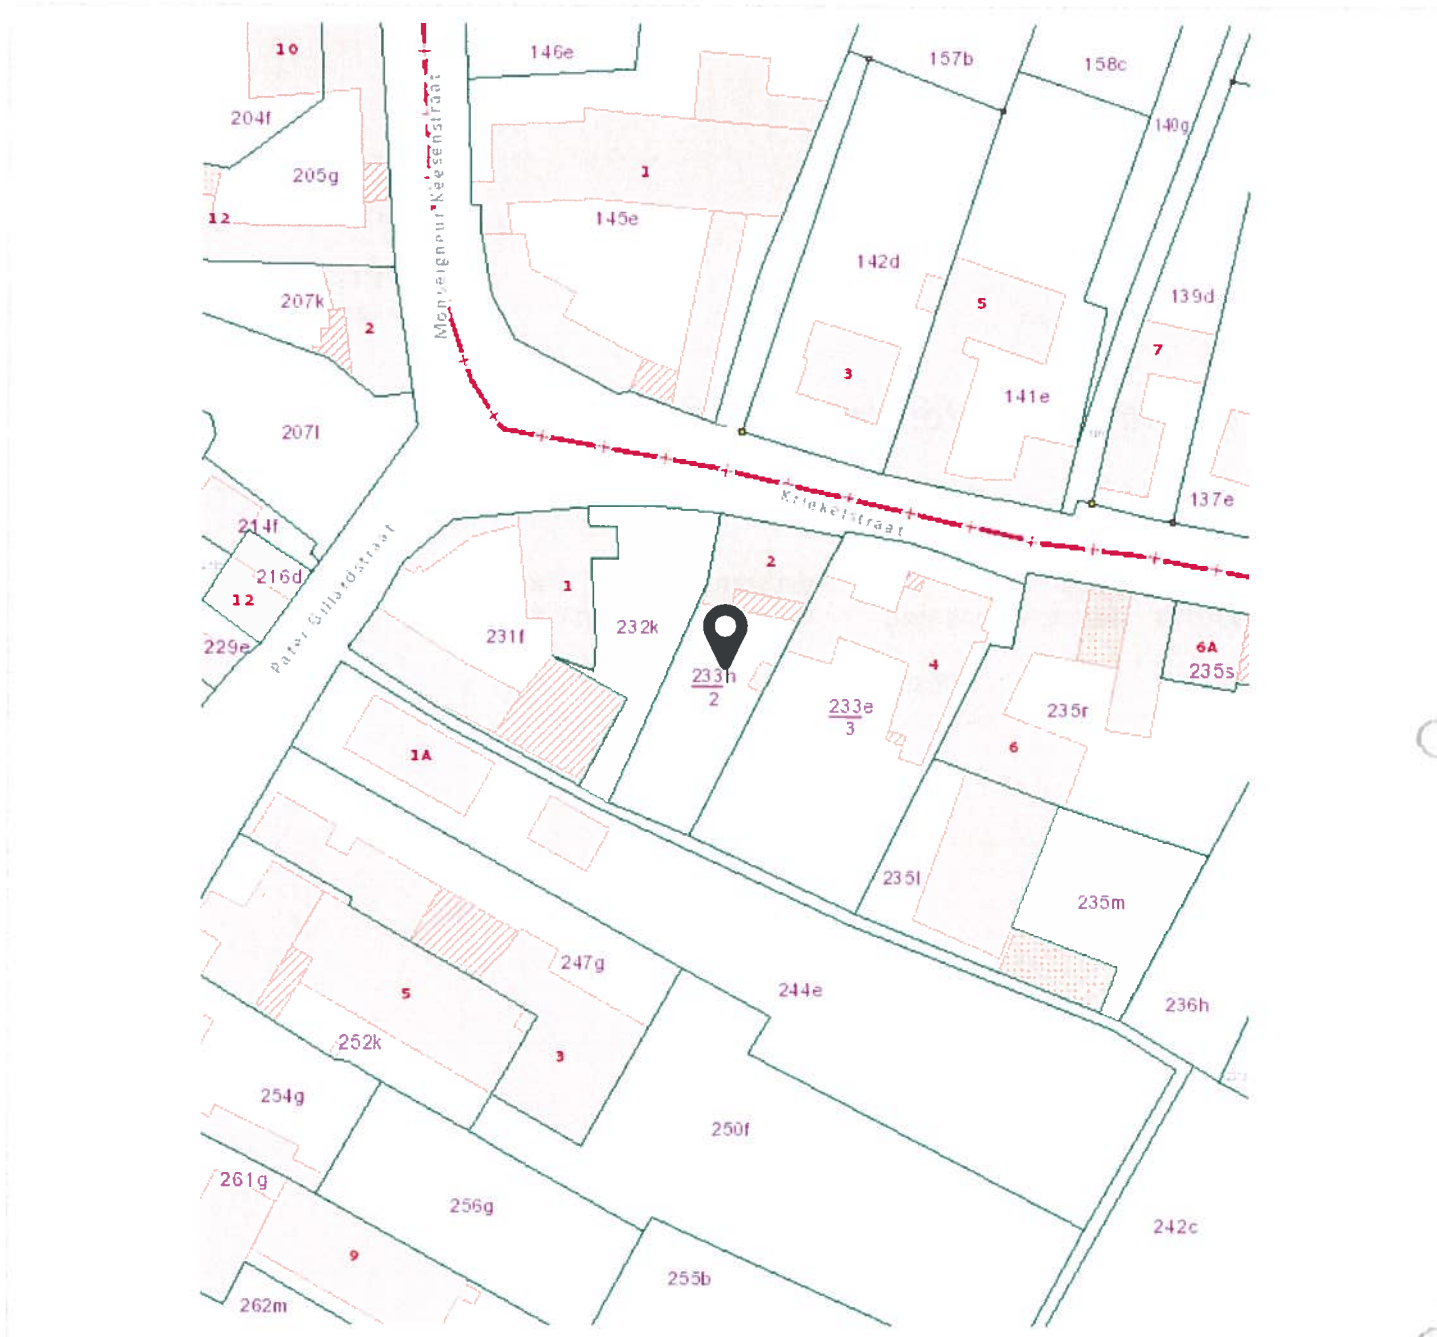 10
146e
157b
158c
204f
140g
205g
1
12
145e
Monseigneur Keesenstraat
142d
207k
5
139d
2
7
3
141e
207l
137e
Kriekelstraat
214f
216d
2
12
1
Pater Gillardstraat
231f
232k
229e
6A
235s
4
233h
2
233e
3
235r
6
1A
235l
235m
247g
244e
5
236h
252k
3
254g
250f
261g
256g
242c
9
255b
262m